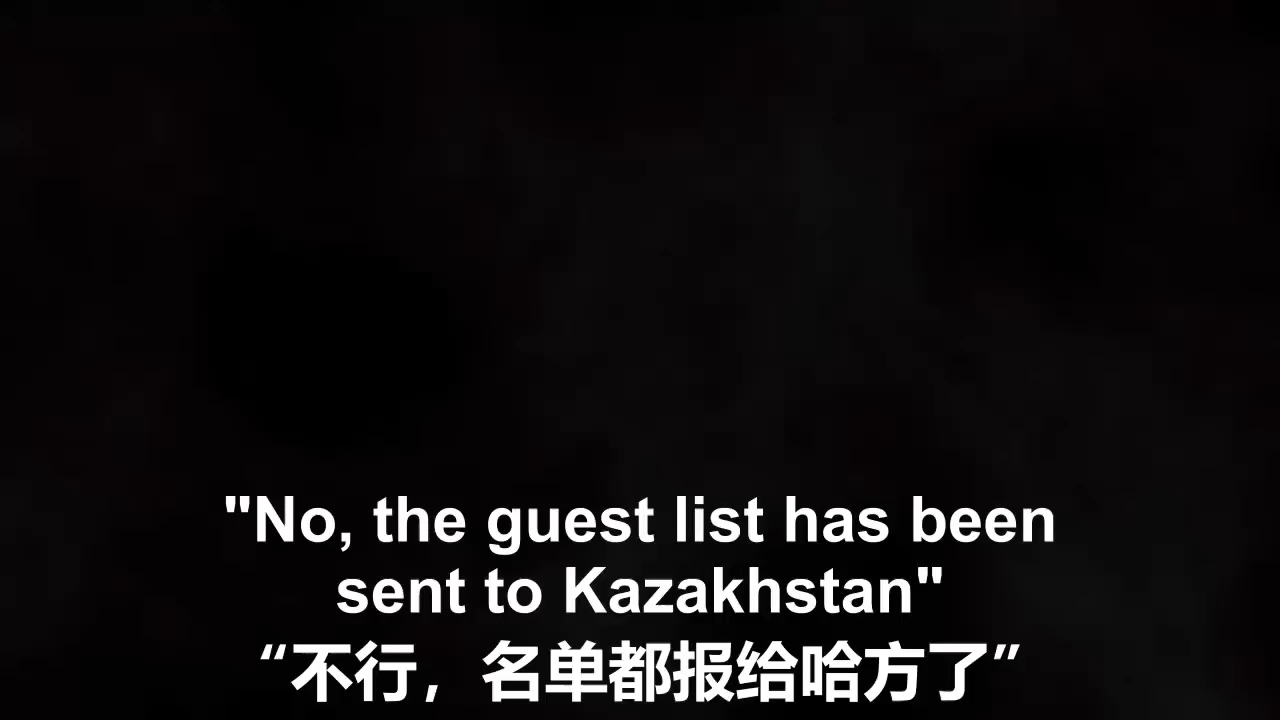 "No, the guest list has been
sent to Kazakhstan"
“不行，名单都报给哈方了”